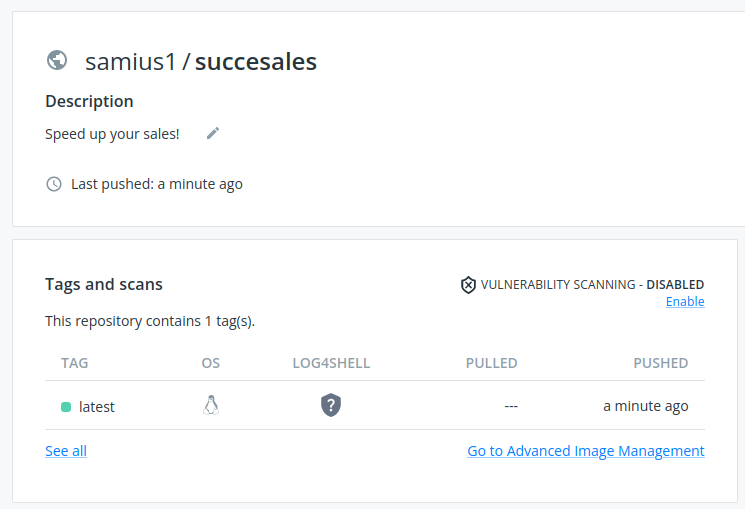 samius1 / succesales
Description
Speed up your sales!
Last pushed: a minute ago
Tags and scans
VULNERABILITY SCANNING - DISABLED
Enable
This repository contains 1 tag(s).
TAG OS LOG4SHELL PULLED PUSHED
latest ? --- a minute ago
See all Go to Advanced Image Management